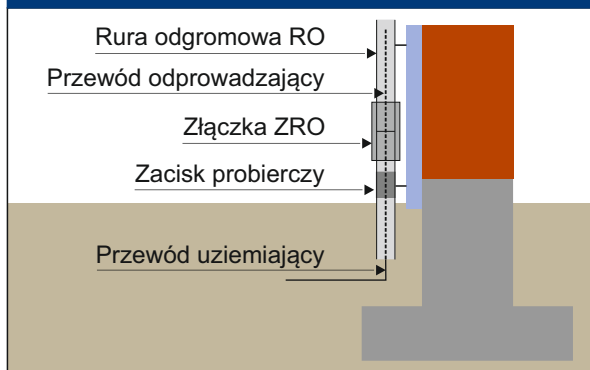 Rura odgromowa RO
Przewód odprowadzający
Złączka ZRO
Zacisk probierczy
Przewód uziemiający